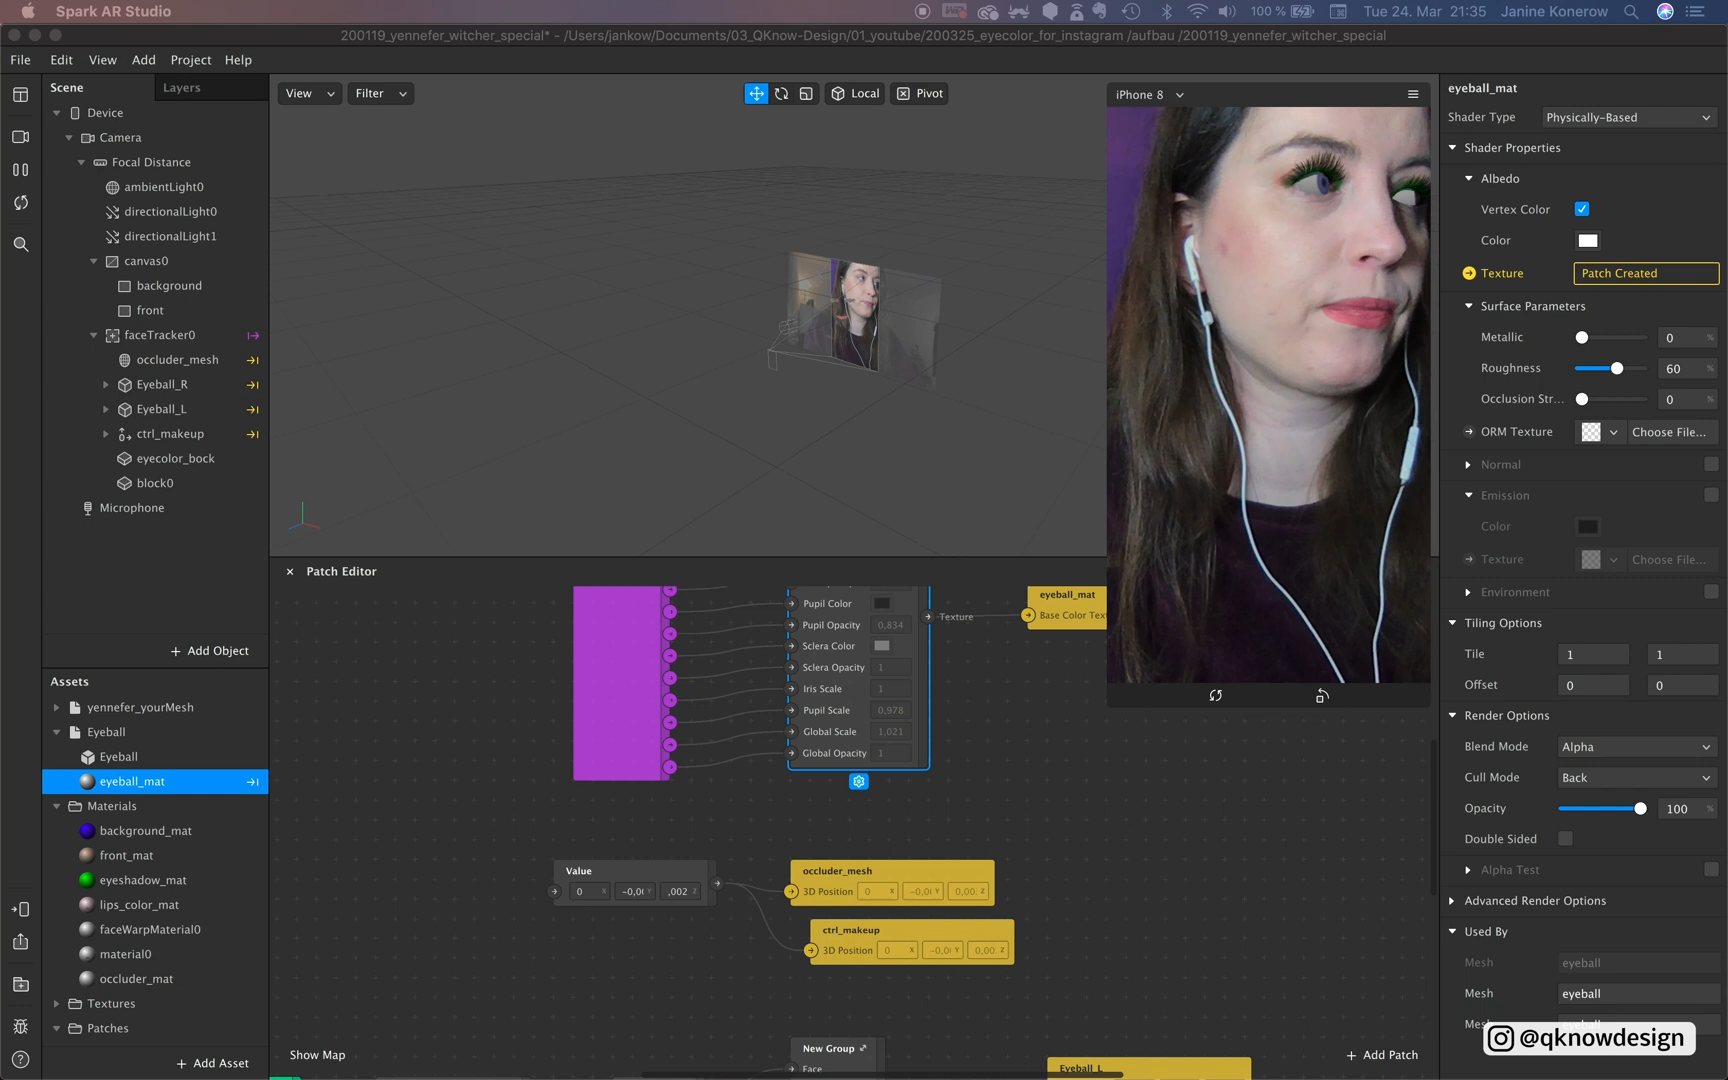 Spark AR Studio
100 %
Tue 24. Mar 21:35
Janine Konerow
200119_yennefer_witcher_special* - /Users/jankow/Documents/03_QKnow-Design/01_youtube/200325_eyecolor_for_instagram /aufbau /200119_yennefer_witcher_special
File Edit View Add Project Help
Scene
Layers
Device
Camera
Focal Distance
ambientLight0
directionalLight0
directionalLight1
canvas0
background
front
faceTracker0
occluder_mesh
Eyeball_R
Eyeball_L
ctrl_makeup
eyecolor_bock
block0
Microphone
+ Add Object
Assets
yennefer_yourMesh
Eyeball
Eyeball
eyeball_mat
Materials
background_mat
front_mat
eyeshadow_mat
lips_color_mat
faceWarpMaterial0
material0
occluder_mat
Textures
Patches
+ Add Asset
View
Filter
Local
Pivot
iPhone 8
Patch Editor
Pupil Color
Pupil Opacity 0,834
Sclera Color
Sclera Opacity 1
Iris Scale 1
Pupil Scale 0,978
Global Scale 1,021
Global Opacity 1
Texture
eyeball_mat
Base Color Tex
Value
0 X -0,0( Y ,002 Z
occluder_mesh
3D Position 0 X -0,0( Y 0,00: Z
ctrl_makeup
3D Position 0 X -0,0( Y 0,00: Z
New Group
Face
Eyeball_L
Show Map
+ Add Patch
eyeball_mat
Shader Type Physically-Based
Shader Properties
Albedo
Vertex Color
Color
Texture Patch Created
Surface Parameters
Metallic 0 %
Roughness 60 %
Occlusion Str... 0 %
ORM Texture Choose File...
Normal
Emission
Color
Texture Choose File...
Environment
Tiling Options
Tile 1 1
Offset 0 0
Render Options
Blend Mode Alpha
Cull Mode Back
Opacity 100 %
Double Sided
Alpha Test
Advanced Render Options
Used By
Mesh eyeball
Mesh eyeball
@qknowdesign